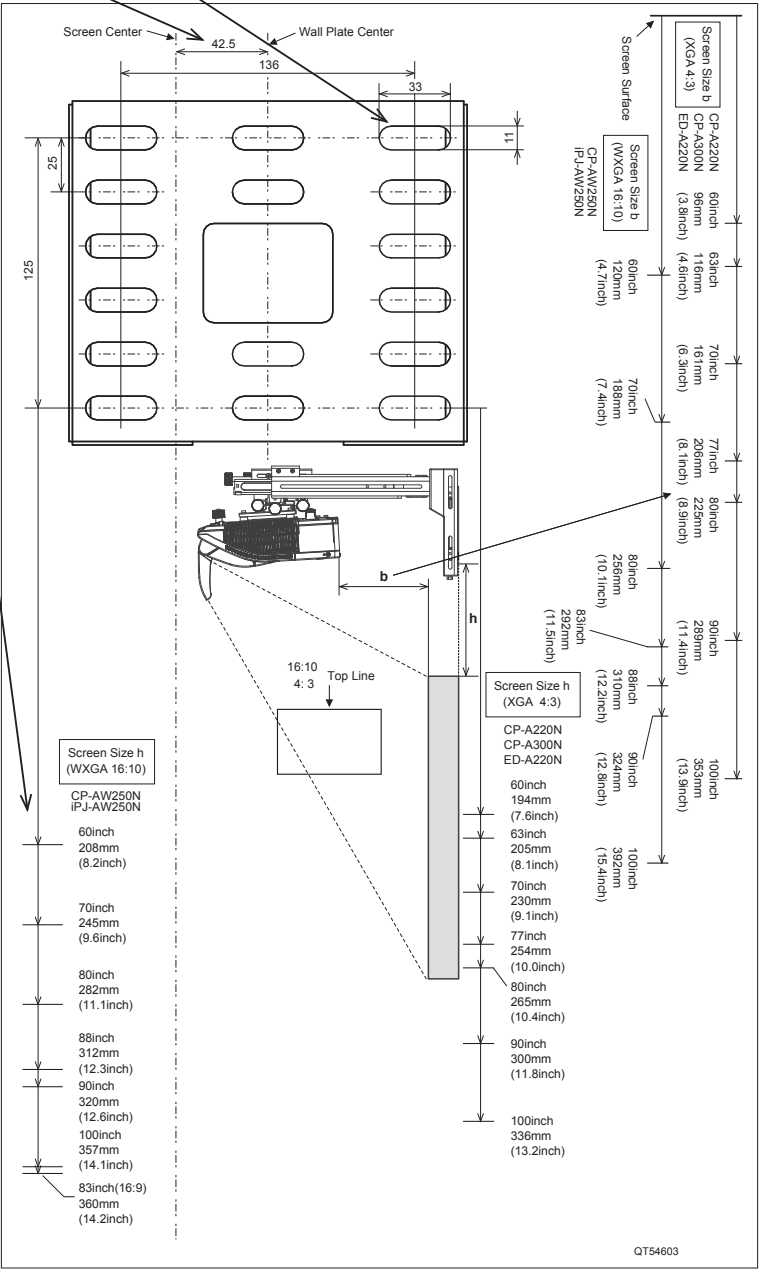 Screen Center
Wall Plate Center
42.5
136
33
11
25
125
Screen Surface
Screen Size b
(XGA 4:3)
CP-A220N
CP-A300N
ED-A220N
60inch
96mm
(3.8inch)
63inch
116mm
(4.6inch)
70inch
161mm
(6.3inch)
77inch
206mm
(8.1inch)
80inch
225mm
(8.9inch)
90inch
289mm
(11.4inch)
100inch
353mm
(13.9inch)
Screen Size b
(WXGA 16:10)
CP-AW250N
iPJ-AW250N
60inch
120mm
(4.7inch)
70inch
188mm
(7.4inch)
80inch
256mm
(10.1inch)
83inch
292mm
(11.5inch)
88inch
310mm
(12.2inch)
90inch
324mm
(12.8inch)
100inch
392mm
(15.4inch)
b
h
16:10
4: 3
Top Line
Screen Size h
(XGA 4:3)
CP-A220N
CP-A300N
ED-A220N
60inch
194mm
(7.6inch)
63inch
205mm
(8.1inch)
70inch
230mm
(9.1inch)
77inch
254mm
(10.0inch)
80inch
265mm
(10.4inch)
90inch
300mm
(11.8inch)
100inch
336mm
(13.2inch)
Screen Size h
(WXGA 16:10)
CP-AW250N
iPJ-AW250N
60inch
208mm
(8.2inch)
70inch
245mm
(9.6inch)
80inch
282mm
(11.1inch)
88inch
312mm
(12.3inch)
90inch
320mm
(12.6inch)
100inch
357mm
(14.1inch)
83inch(16:9)
360mm
(14.2inch)
QT54603